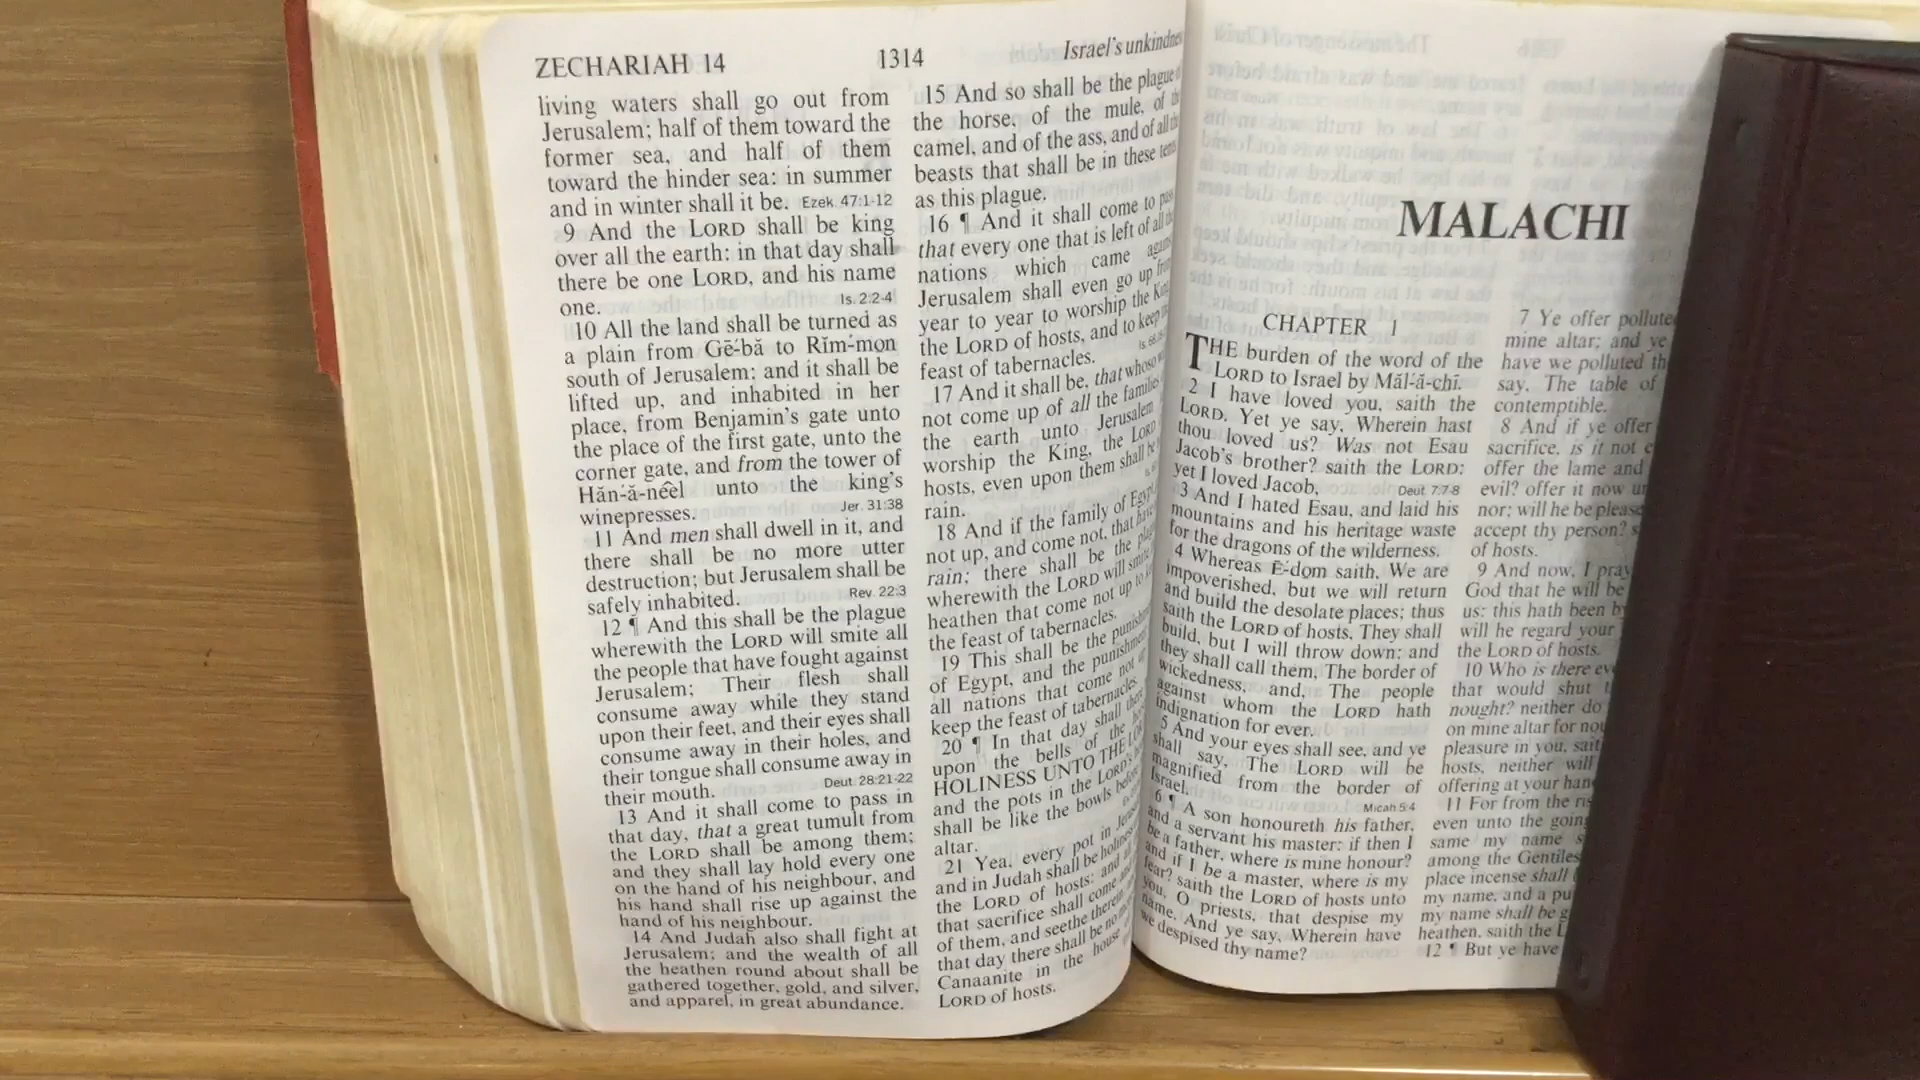 ZECHARIAH 14
1314
Israel's unkindness
living waters shall go out from
Jerusalem; half of them toward the
former sea, and half of them
toward the hinder sea: in summer
and in winter shall it be. Ezek. 47:1-12
9 And the LORD shall be king
over all the earth: in that day shall
there be one LORD, and his name
one. Is. 2:2-4
10 All the land shall be turned as
a plain from Gē-́bă to Rĭm-́mon
south of Jerusalem: and it shall be
lifted up, and inhabited in her
place, from Benjamin's gate unto
the place of the first gate, unto the
corner gate, and from the tower of
Hăn-́ă-nêel unto the king's
winepresses. Jer. 31:38
11 And men shall dwell in it, and
there shall be no more utter
destruction; but Jerusalem shall be
safely inhabited. Rev. 22:3
12 ¶ And this shall be the plague
wherewith the LORD will smite all
the people that have fought against
Jerusalem; Their flesh shall
consume away while they stand
upon their feet, and their eyes shall
consume away in their holes, and
their tongue shall consume away in
their mouth. Deut. 28:21-22
13 And it shall come to pass in
that day, that a great tumult from
the LORD shall be among them;
and they shall lay hold every one
on the hand of his neighbour, and
his hand shall rise up against the
hand of his neighbour.
14 And Judah also shall fight at
Jerusalem; and the wealth of all
the heathen round about shall be
gathered together, gold, and silver,
and apparel, in great abundance.
15 And so shall be the plague of
the horse, of the mule, of the
camel, and of the ass, and of all the
beasts that shall be in these tents
as this plague.
16 ¶ And it shall come to pass
that every one that is left of all the
nations which came against
Jerusalem shall even go up from
year to year to worship the King,
the LORD of hosts, and to keep
feast of tabernacles.
17 And it shall be, that whoso
not come up of all the families
the earth unto Jerusalem
worship the King, the LORD
hosts, even upon them shall be
rain.
18 And if the family of Egypt
not up, and come not, that have
rain; there shall be the plague
wherewith the LORD will smite
heathen that come not up to
the feast of tabernacles.
19 This shall be the punishment
of Egypt, and the punishment
all nations that come not up
keep the feast of tabernacles.
20 ¶ In that day shall there
upon the bells of the
HOLINESS UNTO THE LORD
and the pots in the LORD's
shall be like the bowls before
altar.
21 Yea, every pot in
and in Judah shall be holiness
the LORD of hosts: and all
that sacrifice shall come and
of them, and seethe therein
that day there shall be no more
Canaanite in the house
LORD of hosts.
MALACHI
CHAPTER 1
THE burden of the word of the
LORD to Israel by Măl-́ă-chī.
2 I have loved you, saith the
LORD. Yet ye say, Wherein hast
thou loved us? Was not Esau
Jacob's brother? saith the LORD:
yet I loved Jacob, Deut. 7:7-8
3 And I hated Esau, and laid his
mountains and his heritage waste
for the dragons of the wilderness.
4 Whereas Ē-́dom saith, We are
impoverished, but we will return
and build the desolate places; thus
saith the LORD of hosts, They shall
build, but I will throw down; and
they shall call them, The border of
wickedness, and, The people
against whom the LORD hath
indignation for ever.
5 And your eyes shall see, and ye
shall say, The LORD will be
magnified from the border of
Israel. Micah 5:4
6 ¶ A son honoureth his father,
and a servant his master: if then I
be a father, where is mine honour?
and if I be a master, where is my
fear? saith the LORD of hosts unto
you, O priests, that despise my
name. And ye say, Wherein have
we despised thy name?
7 Ye offer polluted
mine altar; and ye
have we polluted
say, The table of
contemptible.
8 And if ye offer
sacrifice, is it not
offer the lame and
evil? offer it now
nor; will he be
accept thy person?
of hosts.
9 And now, I pray
God that he will be
us: this hath been
will he regard your
the LORD of hosts.
10 Who is there
that would shut
nought? neither do
on mine altar for
pleasure in you,
hosts, neither will
offering at your
11 For from the
even unto the
same my name
among the Gentiles
place incense shall
my name, and a
my name shall be
heathen, saith the
12 ¶ But ye have